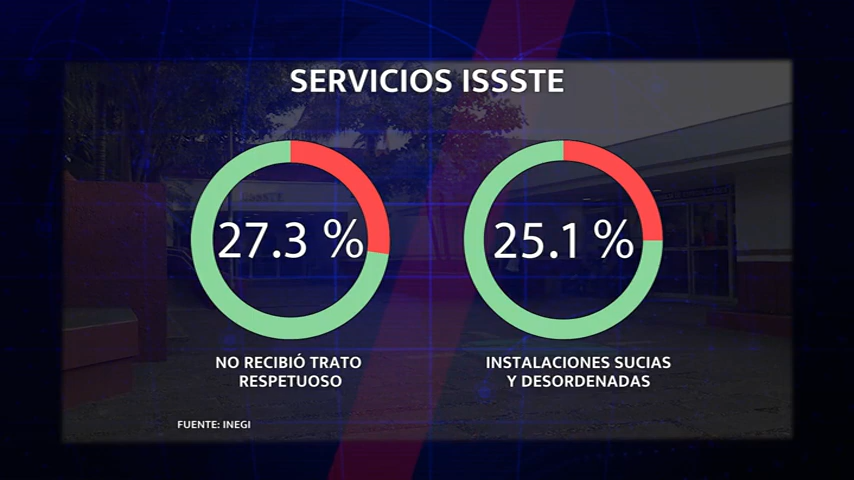 SERVICIOS ISSSTE
27.3 %
25.1 %
NO RECIBIÓ TRATO
RESPETUOSO
INSTALACIONES SUCIAS
Y DESORDENADAS
FUENTE: INEGI